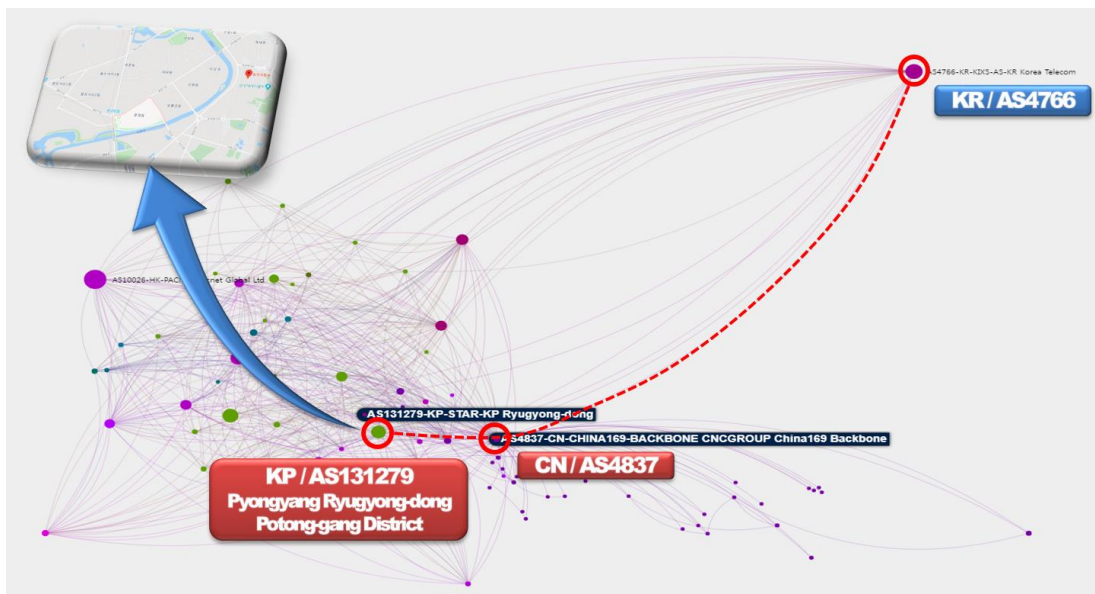 AS4766-KR-KIXS-AS-KR Korea Telecom
KR / AS4766
AS10026-HK-PAC net Global Ltd
AS131279-KP-STAR-KP Ryugyong-dong
AS4837-CN-CHINA169-BACKBONE CNCGROUP China169 Backbone
KP / AS131279
Pyongyang Ryugyong-dong
Potong-gang District
CN / AS4837